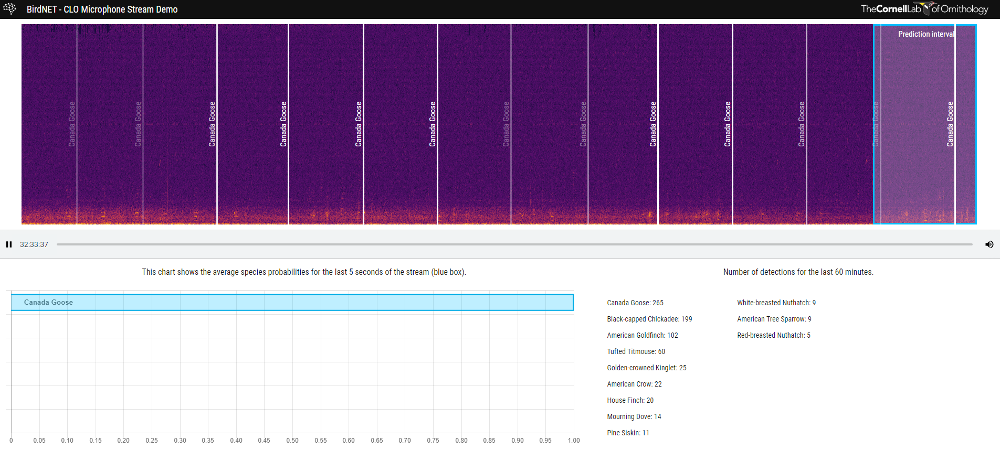 BirdNET - CLO Microphone Stream Demo
TheCornellLab of Ornithology
Prediction interval
Canada Goose
Canada Goose
Canada Goose
Canada Goose
Canada Goose
Canada Goose
Canada Goose
Canada Goose
Canada Goose
Canada Goose
Canada Goose
Canada Goose
Canada Goose
32:33:37
This chart shows the average species probabilities for the last 5 seconds of the stream (blue box).
Canada Goose
0 0.05 0.10 0.15 0.20 0.25 0.30 0.35 0.40 0.45 0.50 0.55 0.60 0.65 0.70 0.75 0.80 0.85 0.90 0.95 1.00
Number of detections for the last 60 minutes.
Canada Goose: 265
Black-capped Chickadee: 199
American Goldfinch: 102
Tufted Titmouse: 60
Golden-crowned Kinglet: 25
American Crow: 22
House Finch: 20
Mourning Dove: 14
Pine Siskin: 11
White-breasted Nuthatch: 9
American Tree Sparrow: 9
Red-breasted Nuthatch: 5